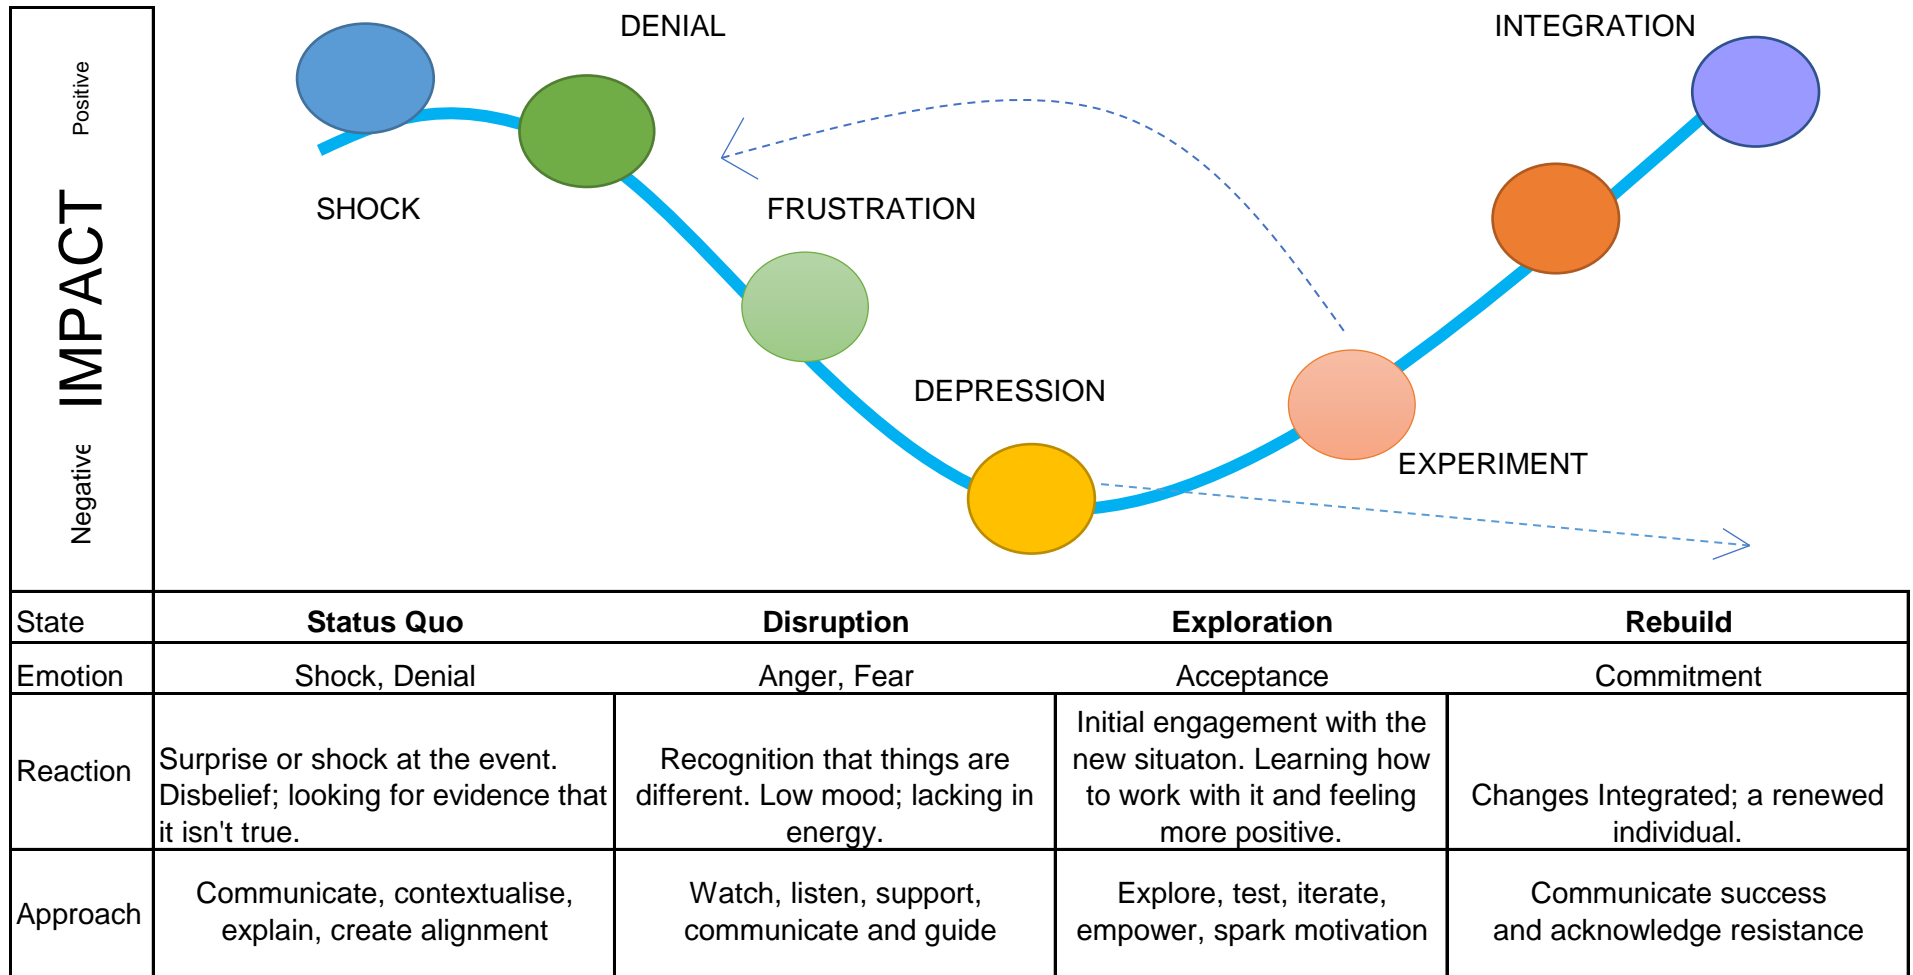 DENIAL
INTEGRATION
Positive
SHOCK
FRUSTRATION
IMPACT
DEPRESSION
EXPERIMENT
Negative
State
Status Quo
Disruption
Exploration
Rebuild
Emotion
Shock, Denial
Anger, Fear
Acceptance
Commitment
Reaction
Surprise or shock at the event.
Disbelief; looking for evidence that
it isn't true.
Recognition that things are
different. Low mood; lacking in
energy.
Initial engagement with the
new situaton. Learning how
to work with it and feeling
more positive.
Changes Integrated; a renewed
individual.
Approach
Communicate, contextualise,
explain, create alignment
Watch, listen, support,
communicate and guide
Explore, test, iterate,
empower, spark motivation
Communicate success
and acknowledge resistance